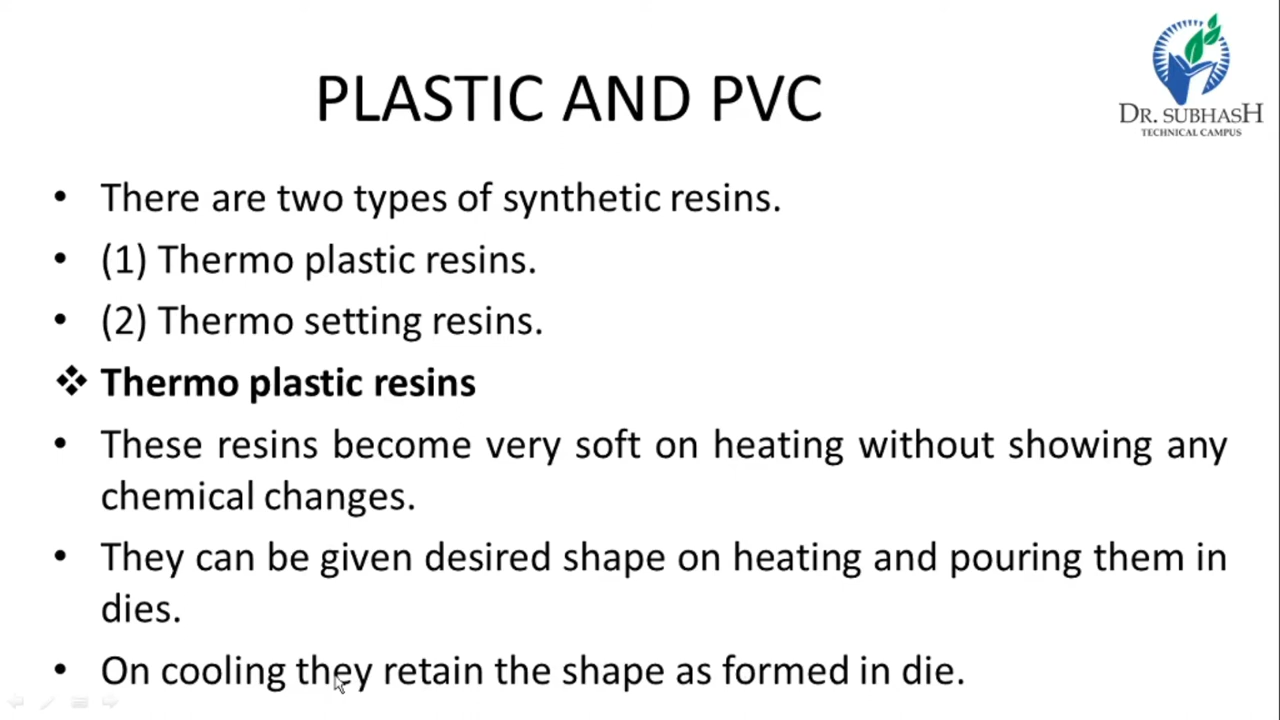 DR. SUBHASH
TECHNICAL CAMPUS
PLASTIC AND PVC
• There are two types of synthetic resins.
• (1) Thermo plastic resins.
• (2) Thermo setting resins.
❖ Thermo plastic resins
• These resins become very soft on heating without showing any
chemical changes.
• They can be given desired shape on heating and pouring them in
dies.
• On cooling they retain the shape as formed in die.